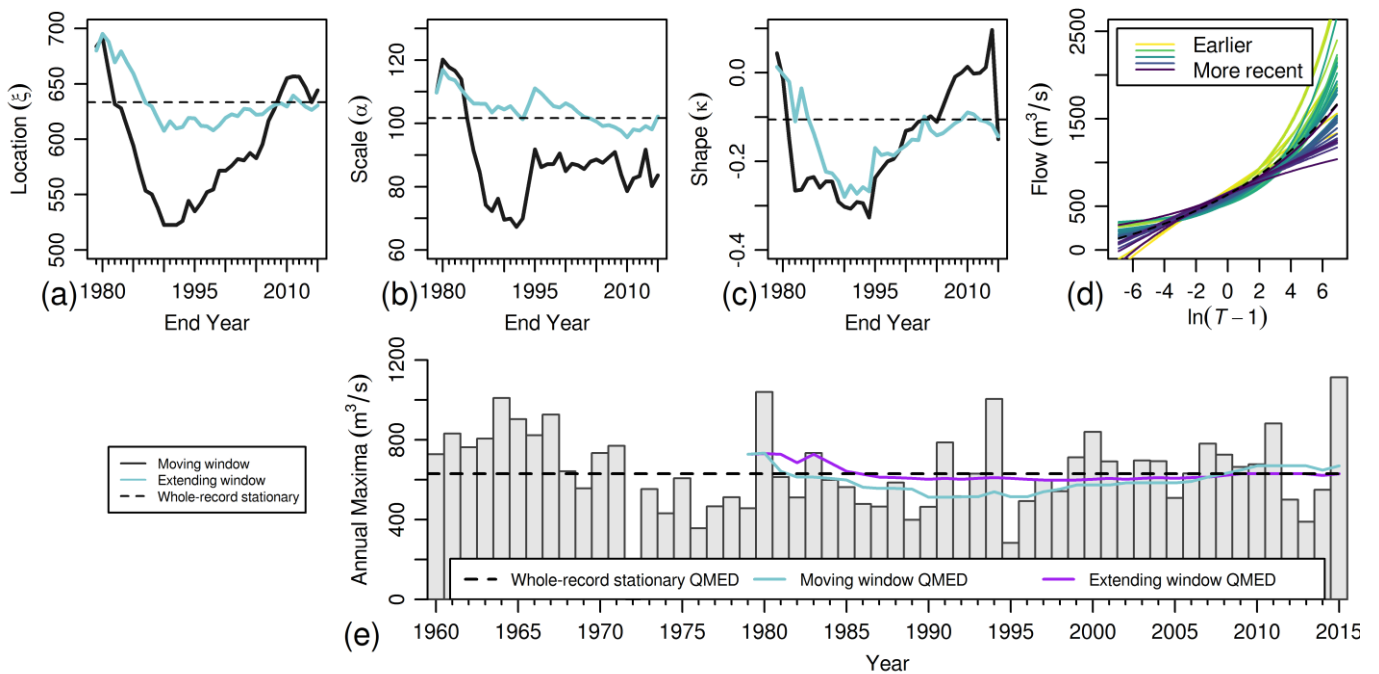 700
650
600
550
500
Location (ξ)
(a)
1980
1995
2010
End Year
120
100
80
60
Scale (α)
(b)
1980
1995
2010
End Year
0.0
-0.2
-0.4
Shape (κ)
(c)
1980
1995
2010
End Year
2500
1500
500
0
Flow (m³/s)
Earlier
More recent
(d)
-6 -4 -2 0 2 4 6
ln(T − 1)
Moving window
Extending window
Whole-record stationary
1200
800
400
0
Annual Maxima (m³/s)
Whole-record stationary QMED
Moving window QMED
Extending window QMED
(e)
1960 1965 1970 1975 1980 1985 1990 1995 2000 2005 2010 2015
Year